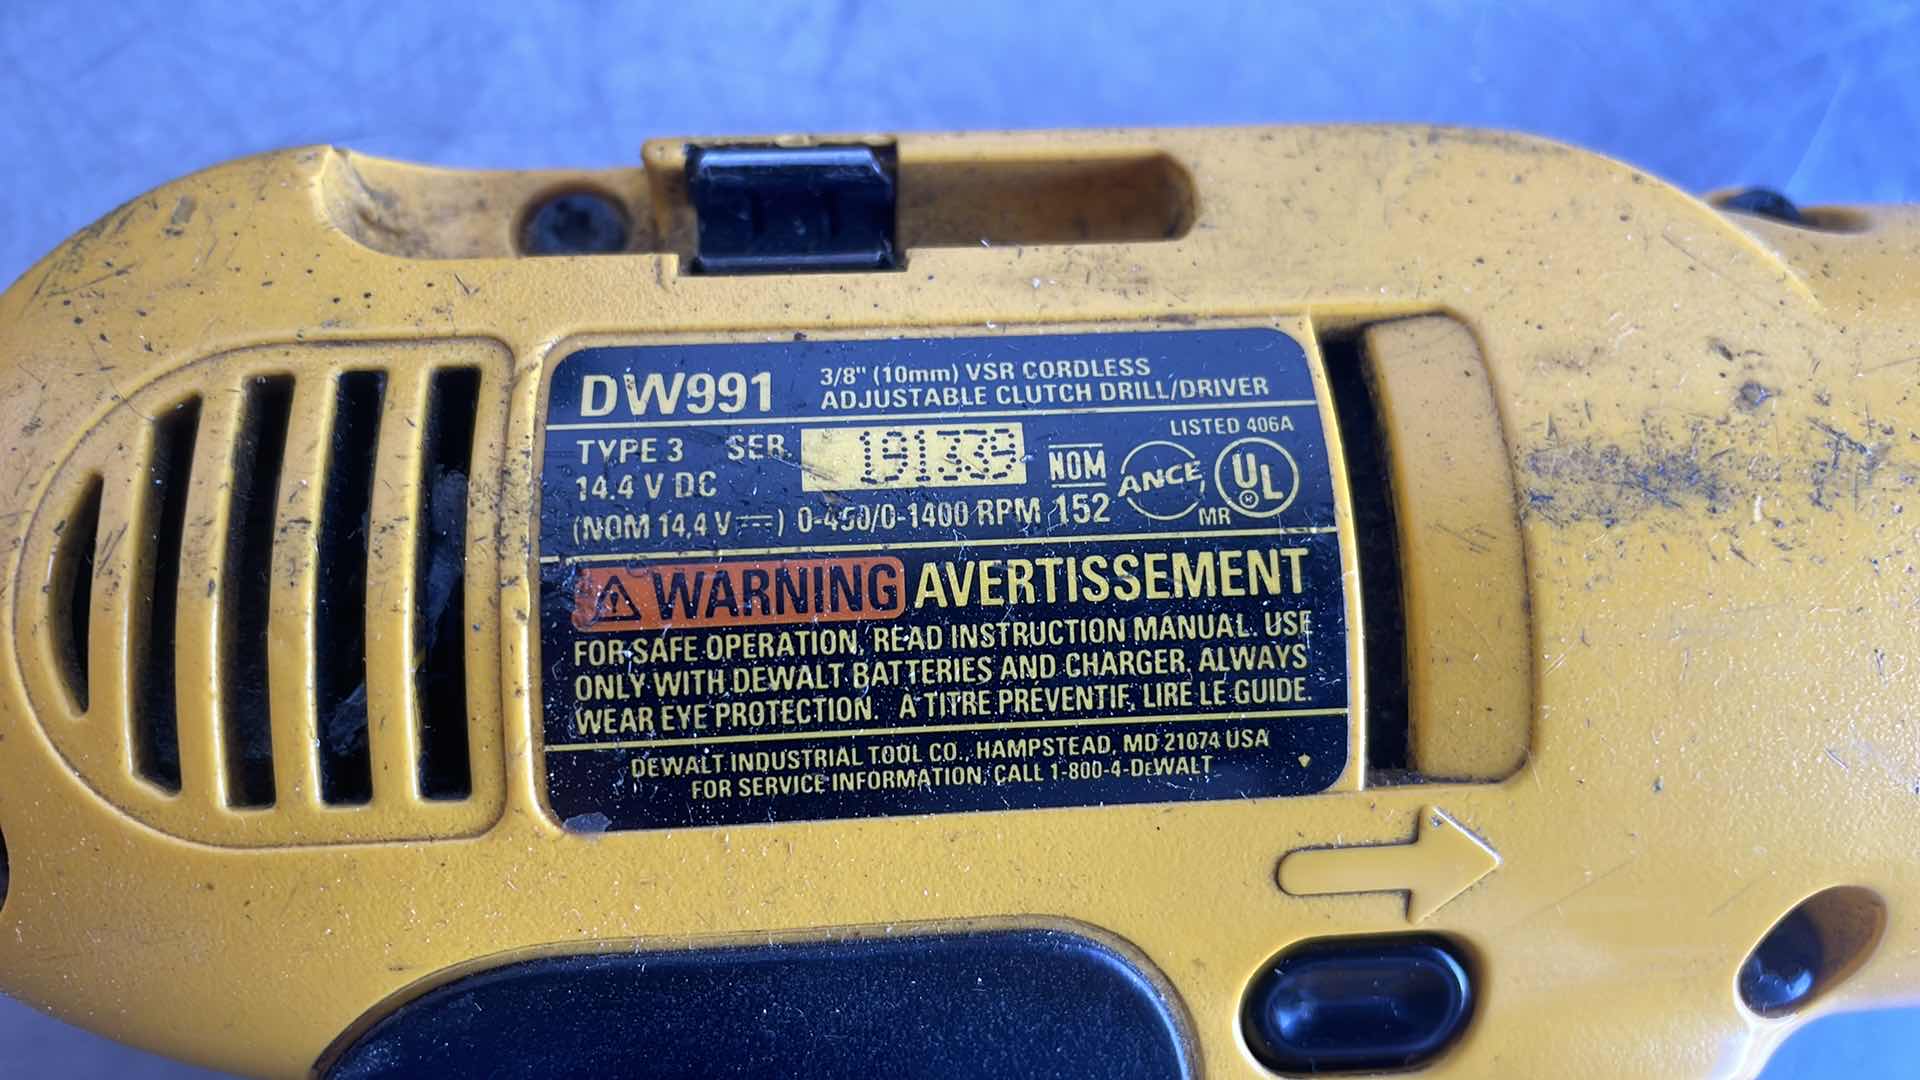 DW991
3/8" (10mm) VSR CORDLESS
ADJUSTABLE CLUTCH DRILL/DRIVER
LISTED 406A
TYPE 3 SER. 191339
14.4 V DC
(NOM 14.4 V ⎓) 0-450/0-1400 RPM
NOM
152
ANCE
UL
®
MR
⚠ WARNING AVERTISSEMENT
FOR SAFE OPERATION, READ INSTRUCTION MANUAL. USE
ONLY WITH DEWALT BATTERIES AND CHARGER. ALWAYS
WEAR EYE PROTECTION. A TITRE PRÉVENTIF, LIRE LE GUIDE.
DEWALT INDUSTRIAL TOOL CO., HAMPSTEAD, MD 21074 USA
FOR SERVICE INFORMATION, CALL 1-800-4-DEWALT